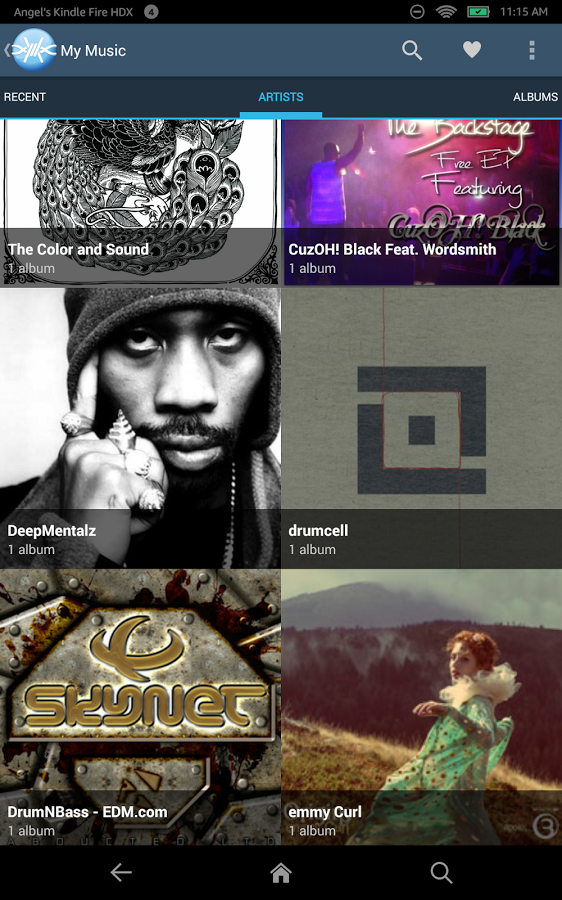 Angel's Kindle Fire HDX 4 11:15 AM
My Music
RECENT ARTISTS ALBUMS
The Backstage
Free EP
Featuring
CuzOH! Black
The Color and Sound
1 album
CuzOH! Black Feat. Wordsmith
1 album
DeepMentalz
1 album
drumcell
1 album
SKYNET
DrumNBass - EDM.com
1 album
emmy Curl
1 album